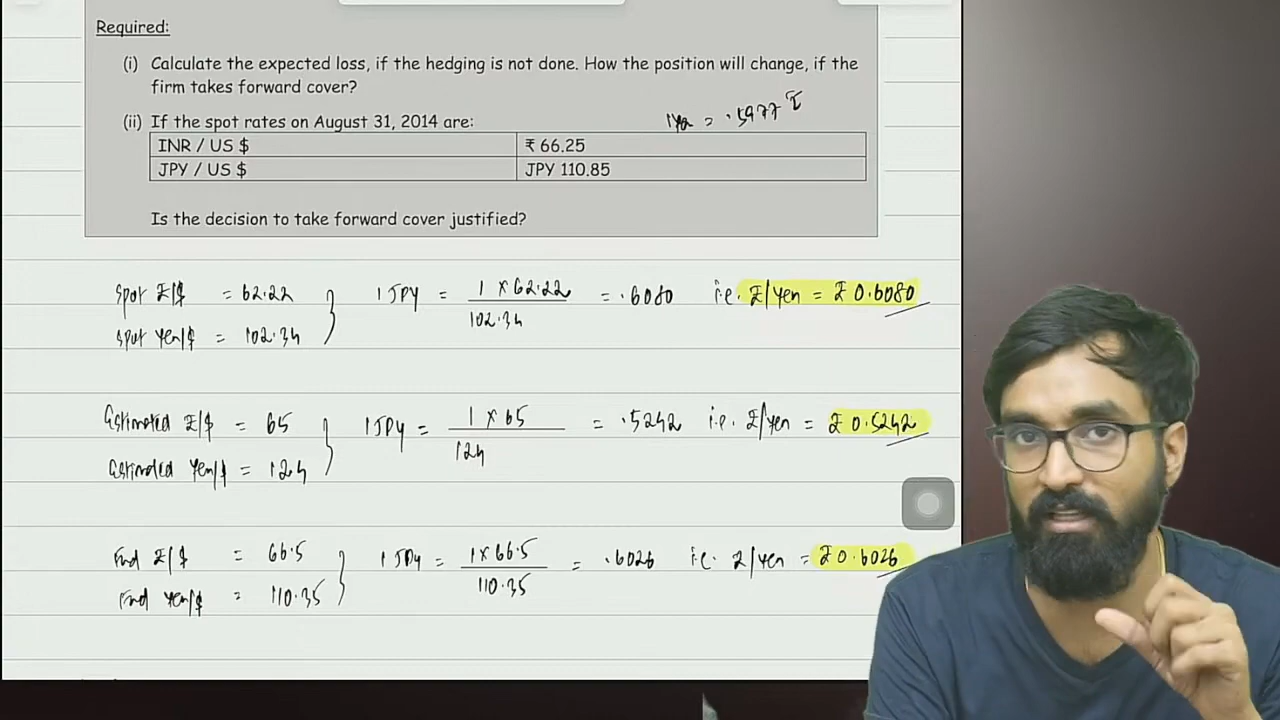 Required:
(i) Calculate the expected loss, if the hedging is not done. How the position will change, if the
firm takes forward cover?
(ii) If the spot rates on August 31, 2014 are:
1 Yen = .5977 ₹
INR / US $ ₹ 66.25
JPY / US $ JPY 110.85
Is the decision to take forward cover justified?
Spot ₹/$ = 62.22
Spot Yen/$ = 102.34
1 JPY = 1 × 62.22 / 102.34 = .6080 i.e. ₹/Yen = ₹ 0.6080
Estimated ₹/$ = 65
Estimated Yen/$ = 124
1 JPY = 1 × 65 / 124 = .5242 i.e. ₹/Yen = ₹ 0.5242
End ₹/$ = 66.5
End Yen/$ = 110.35
1 JPY = 1 × 66.5 / 110.35 = .6026 i.e. ₹/Yen = ₹ 0.6026